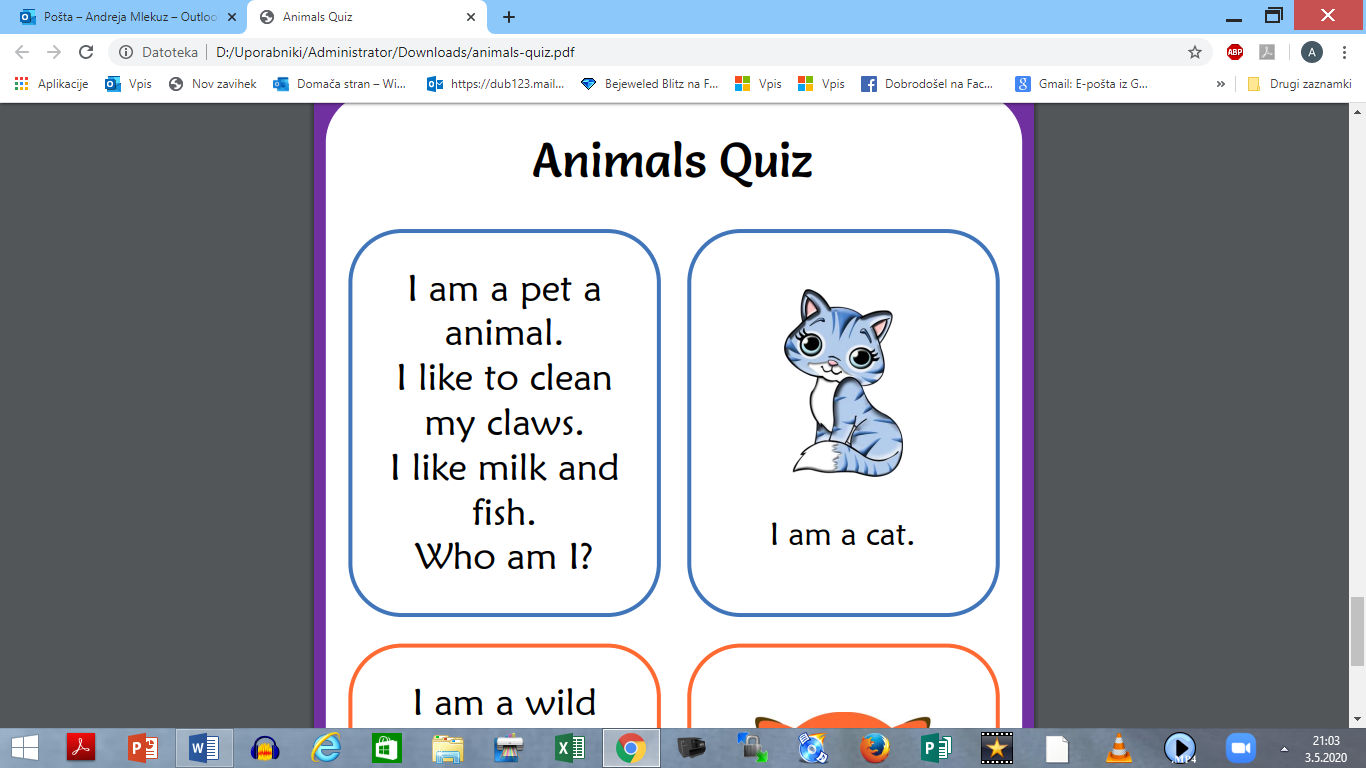 Pošta – Andreja Mlekuz – Outloo
Animals Quiz
Datoteka
D:/Uporabniki/Administrator/Downloads/animals-quiz.pdf
ABP
A
Aplikacije
Vpis
Nov zavihek
Domača stran – Wi...
https://dub123.mail...
Bejeweled Blitz na F...
Vpis
Vpis
Dobrodošel na Fac...
Gmail: E-pošta iz G...
»
Drugi zaznamki
Animals Quiz
I am a pet a
animal.
I like to clean
my claws.
I like milk and
fish.
Who am I?
I am a cat.
I am a wild
MP4
21:03
3.5.2020